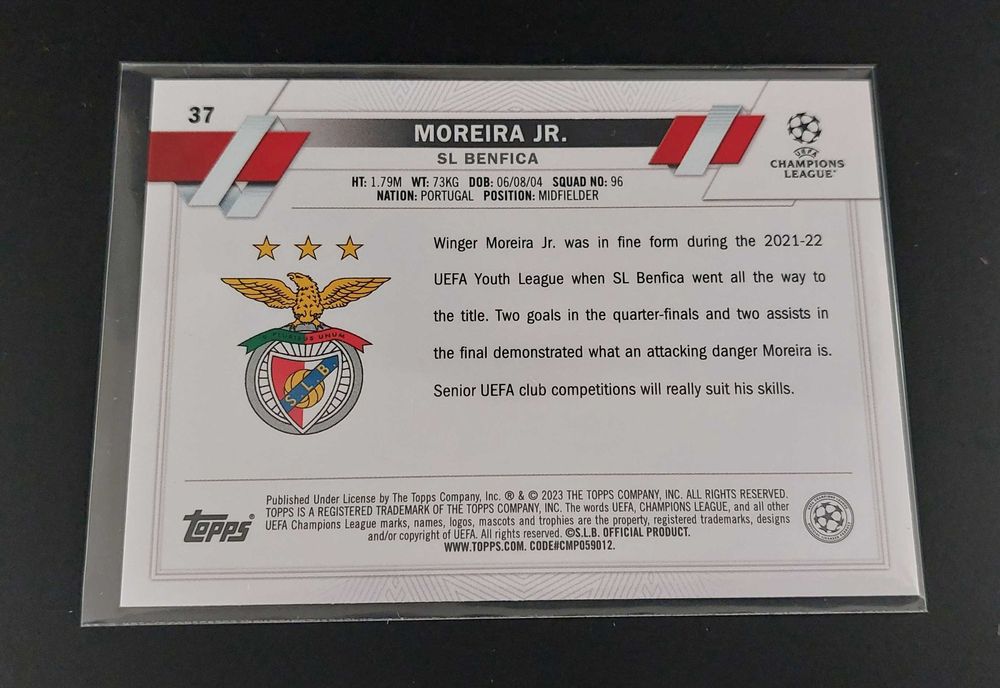 37
MOREIRA JR.
SL BENFICA
HT: 1.79M WT: 73KG DOB: 06/08/04 SQUAD NO: 96
NATION: PORTUGAL POSITION: MIDFIELDER
UEFA
CHAMPIONS
LEAGUE®
Winger Moreira Jr. was in fine form during the 2021-22
UEFA Youth League when SL Benfica went all the way to
the title. Two goals in the quarter-finals and two assists in
the final demonstrated what an attacking danger Moreira is.
Senior UEFA club competitions will really suit his skills.
E PLURIBUS UNUM
S.L.B.
Topps®
Published Under License by The Topps Company, Inc. ® & © 2023 THE TOPPS COMPANY, INC. ALL RIGHTS RESERVED.
TOPPS IS A REGISTERED TRADEMARK OF THE TOPPS COMPANY, INC. The words UEFA, CHAMPIONS LEAGUE, and all other
UEFA Champions League marks, names, logos, mascots and trophies are the property, registered trademarks, designs
and/or copyright of UEFA. All rights reserved. ©S.L.B. OFFICIAL PRODUCT.
WWW.TOPPS.COM. CODE#CMP059012.